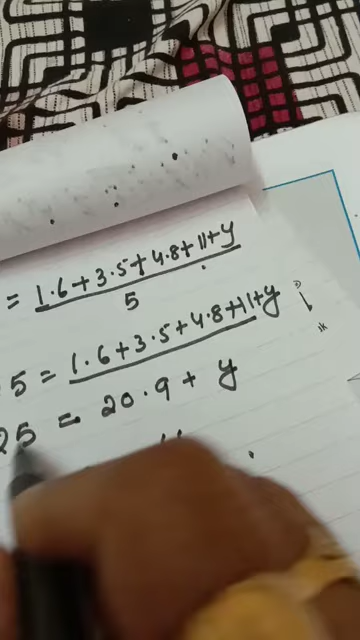 = 1.6+3.5+4.8+11+y
5
5 = 1.6+3.5+4.8+11+y
25 = 20.9 + y